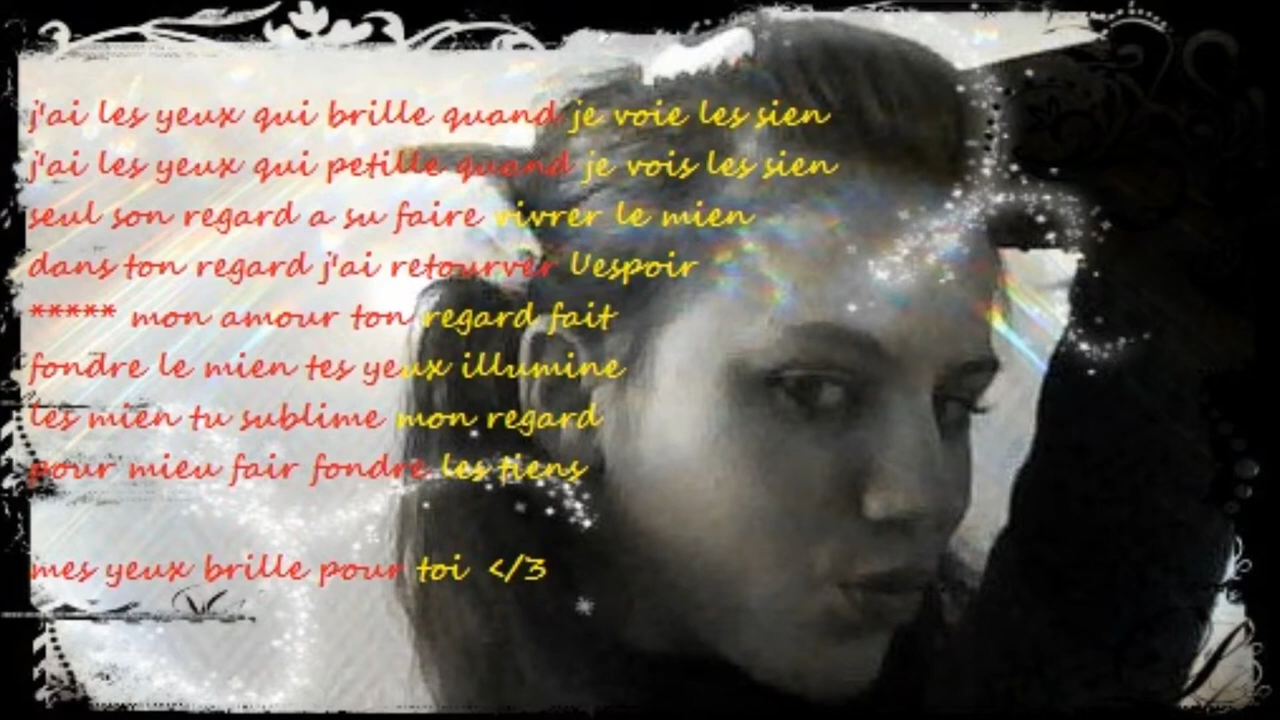 j'ai les yeux qui brille quand je voie les sien
j'ai les yeux qui petille quand je vois les sien
seul son regard a su faire vivrer le mien
dans ton regard j'ai retourver l'espoir
***** mon amour ton regard fait
fondre le mien tes yeux illumine
les mien tu sublime mon regard
pour mieu fair fondre les tiens
mes yeux brille pour toi </3